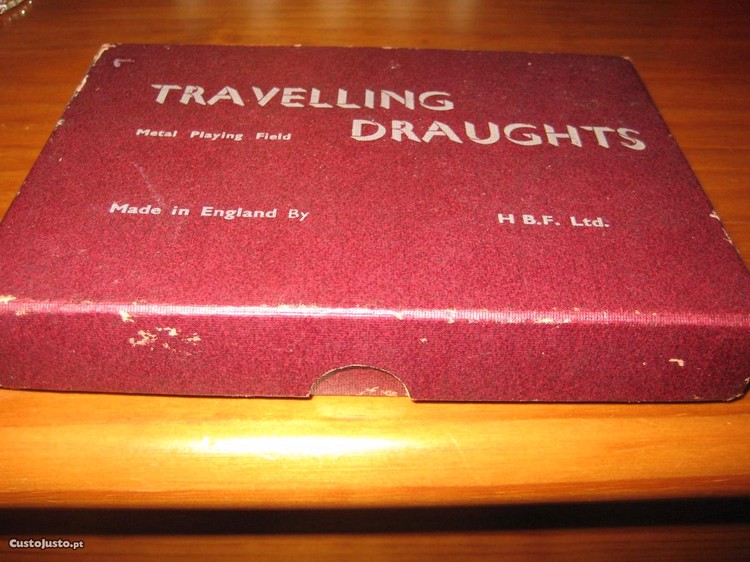 TRAVELLING
DRAUGHTS
Metal Playing Field
Made in England By
H B.F. Ltd.
CustoJusto.pt